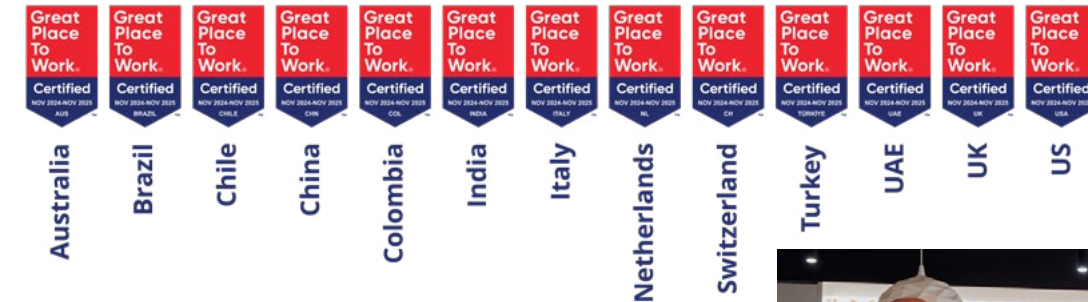 Great Place To Work.
Certified
NOV 2024-NOV 2025
AUS
Australia
Great Place To Work.
Certified
NOV 2024-NOV 2025
BRAZIL
Brazil
Great Place To Work.
Certified
NOV 2024-NOV 2025
CHILE
Chile
Great Place To Work.
Certified
NOV 2024-NOV 2025
CHN
China
Great Place To Work.
Certified
NOV 2024-NOV 2025
COL
Colombia
Great Place To Work.
Certified
NOV 2024-NOV 2025
INDIA
India
Great Place To Work.
Certified
NOV 2024-NOV 2025
ITALY
Italy
Great Place To Work.
Certified
NOV 2024-NOV 2025
NL
Netherlands
Great Place To Work.
Certified
NOV 2024-NOV 2025
CH
Switzerland
Great Place To Work.
Certified
NOV 2024-NOV 2025
TÜRKİYE
Turkey
Great Place To Work.
Certified
NOV 2024-NOV 2025
UAE
UAE
Great Place To Work.
Certified
NOV 2024-NOV 2025
UK
UK
Great Place To Work.
Certified
NOV 2024-NOV 2025
USA
US